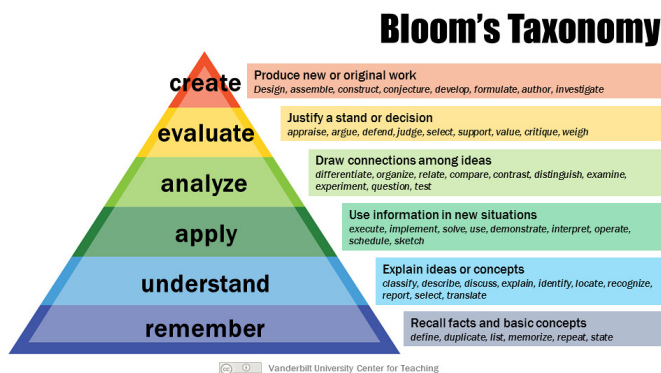 Bloom's Taxonomy
create
Produce new or original work
Design, assemble, construct, conjecture, develop, formulate, author, investigate
evaluate
Justify a stand or decision
appraise, argue, defend, judge, select, support, value, critique, weigh
analyze
Draw connections among ideas
differentiate, organize, relate, compare, contrast, distinguish, examine,
experiment, question, test
apply
Use information in new situations
execute, implement, solve, use, demonstrate, interpret, operate,
schedule, sketch
understand
Explain ideas or concepts
classify, describe, discuss, explain, identify, locate, recognize,
report, select, translate
remember
Recall facts and basic concepts
define, duplicate, list, memorize, repeat, state
cc Vanderbilt University Center for Teaching